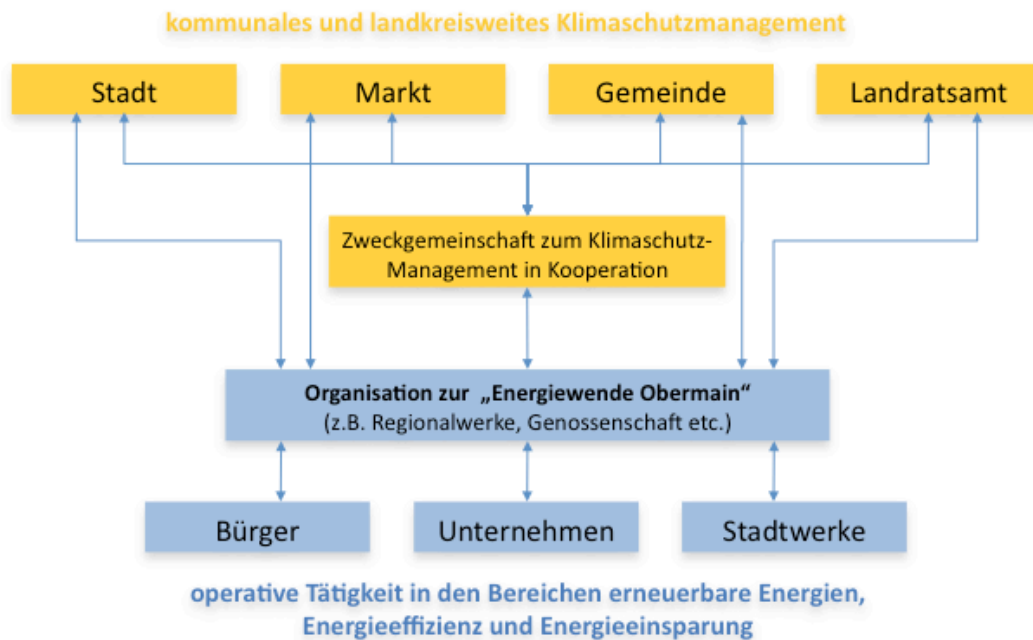 kommunales und landkreisweites Klimaschutzmanagement
Stadt
Markt
Gemeinde
Landratsamt
Zweckgemeinschaft zum Klimaschutz-
Management in Kooperation
Organisation zur „Energiewende Obermain“
(z.B. Regionalwerke, Genossenschaft etc.)
Bürger
Unternehmen
Stadtwerke
operative Tätigkeit in den Bereichen erneuerbare Energien,
Energieeffizienz und Energieeinsparung